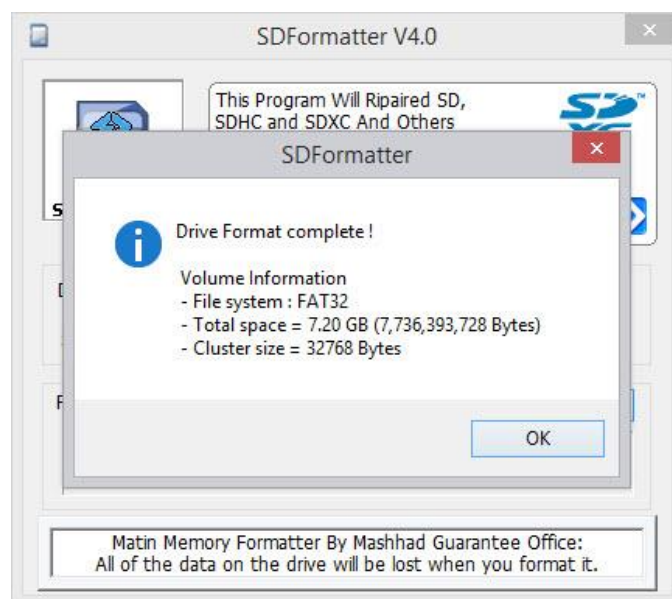 SDFormatter V4.0
This Program Will Ripaired SD,
SDHC and SDXC And Others
SDFormatter
Drive Format complete !
Volume Information
- File system : FAT32
- Total space = 7.20 GB (7,736,393,728 Bytes)
- Cluster size = 32768 Bytes
OK
Matin Memory Formatter By Mashhad Guarantee Office:
All of the data on the drive will be lost when you format it.